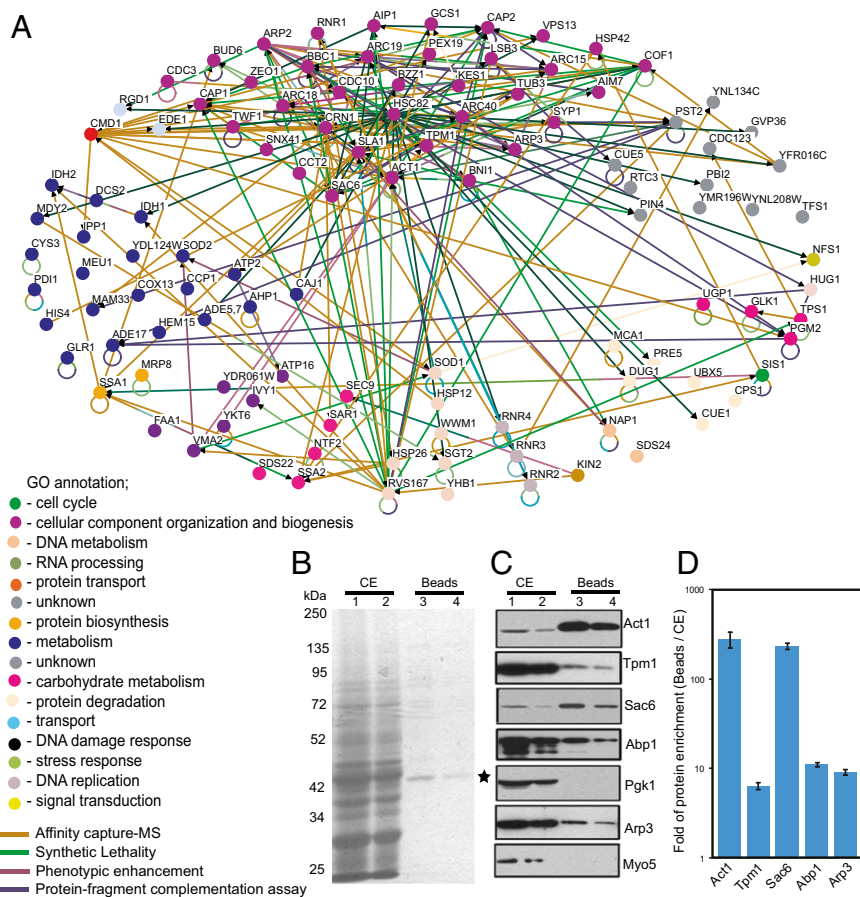 A
AIP1
GCS1
CAP2
RNR1
VPS13
ARP2
HSP42
ARC19
PEX19
LSB3
BUD6
BBC1
COF1
CDC3
ZEO1
CDC10
BZZ1
KES1
ARC15
TUB3
AIM7
RGD1
CAP1
ARC18
HSC82
ARC40
YNL134C
CMD1
EDE1
TWF1
CRN1
SYP1
PST2
GVP36
SNX41
SLA1
TPM1
ARP3
CDC123
CCT2
ACT1
CUE5
YFR016C
IDH2
SAC6
BNI1
RTC3
PBI2
DCS2
MDY2
IDH1
PIN4
YMR196W
YNL208W
TFS1
IPP1
CYS3
YDL124W
SOD2
NFS1
MEU1
PDI1
COX13
CCP1
ATP2
CAJ1
HUG1
HIS4
MAM33
ADE5,7
AHP1
UGP1
GLK1
TPS1
ADE17
HEM15
PGM2
MCA1
GLR1
MRP8
ATP16
SOD1
PRE5
SSA1
YDR061W
IVY1
SEC9
DUG1
UBX5
SIS1
HSP12
CPS1
FAA1
YKT6
SAR1
WWM1
RNR4
NAP1
CUE1
VMA2
NTF2
HSP26
SGT2
RNR3
SDS24
SDS22
SSA2
RVS167
YHB1
RNR2
KIN2
GO annotation;
- cell cycle
- cellular component organization and biogenesis
- DNA metabolism
- RNA processing
- protein transport
- unknown
- protein biosynthesis
- metabolism
- unknown
- carbohydrate metabolism
- protein degradation
- transport
- DNA damage response
- stress response
- DNA replication
- signal transduction
Affinity capture-MS
Synthetic Lethality
Phenotypic enhancement
Protein-fragment complementation assay
B
CE Beads
kDa 1 2 3 4
250
135
95
72
52
42
34
25
C
CE Beads
1 2 3 4
Act1
Tpm1
Sac6
Abp1
Pgk1
Arp3
Myo5
D
Fold of protein enrichment (Beads / CE)
1000
100
10
1
Act1
Tpm1
Sac6
Abp1
Arp3